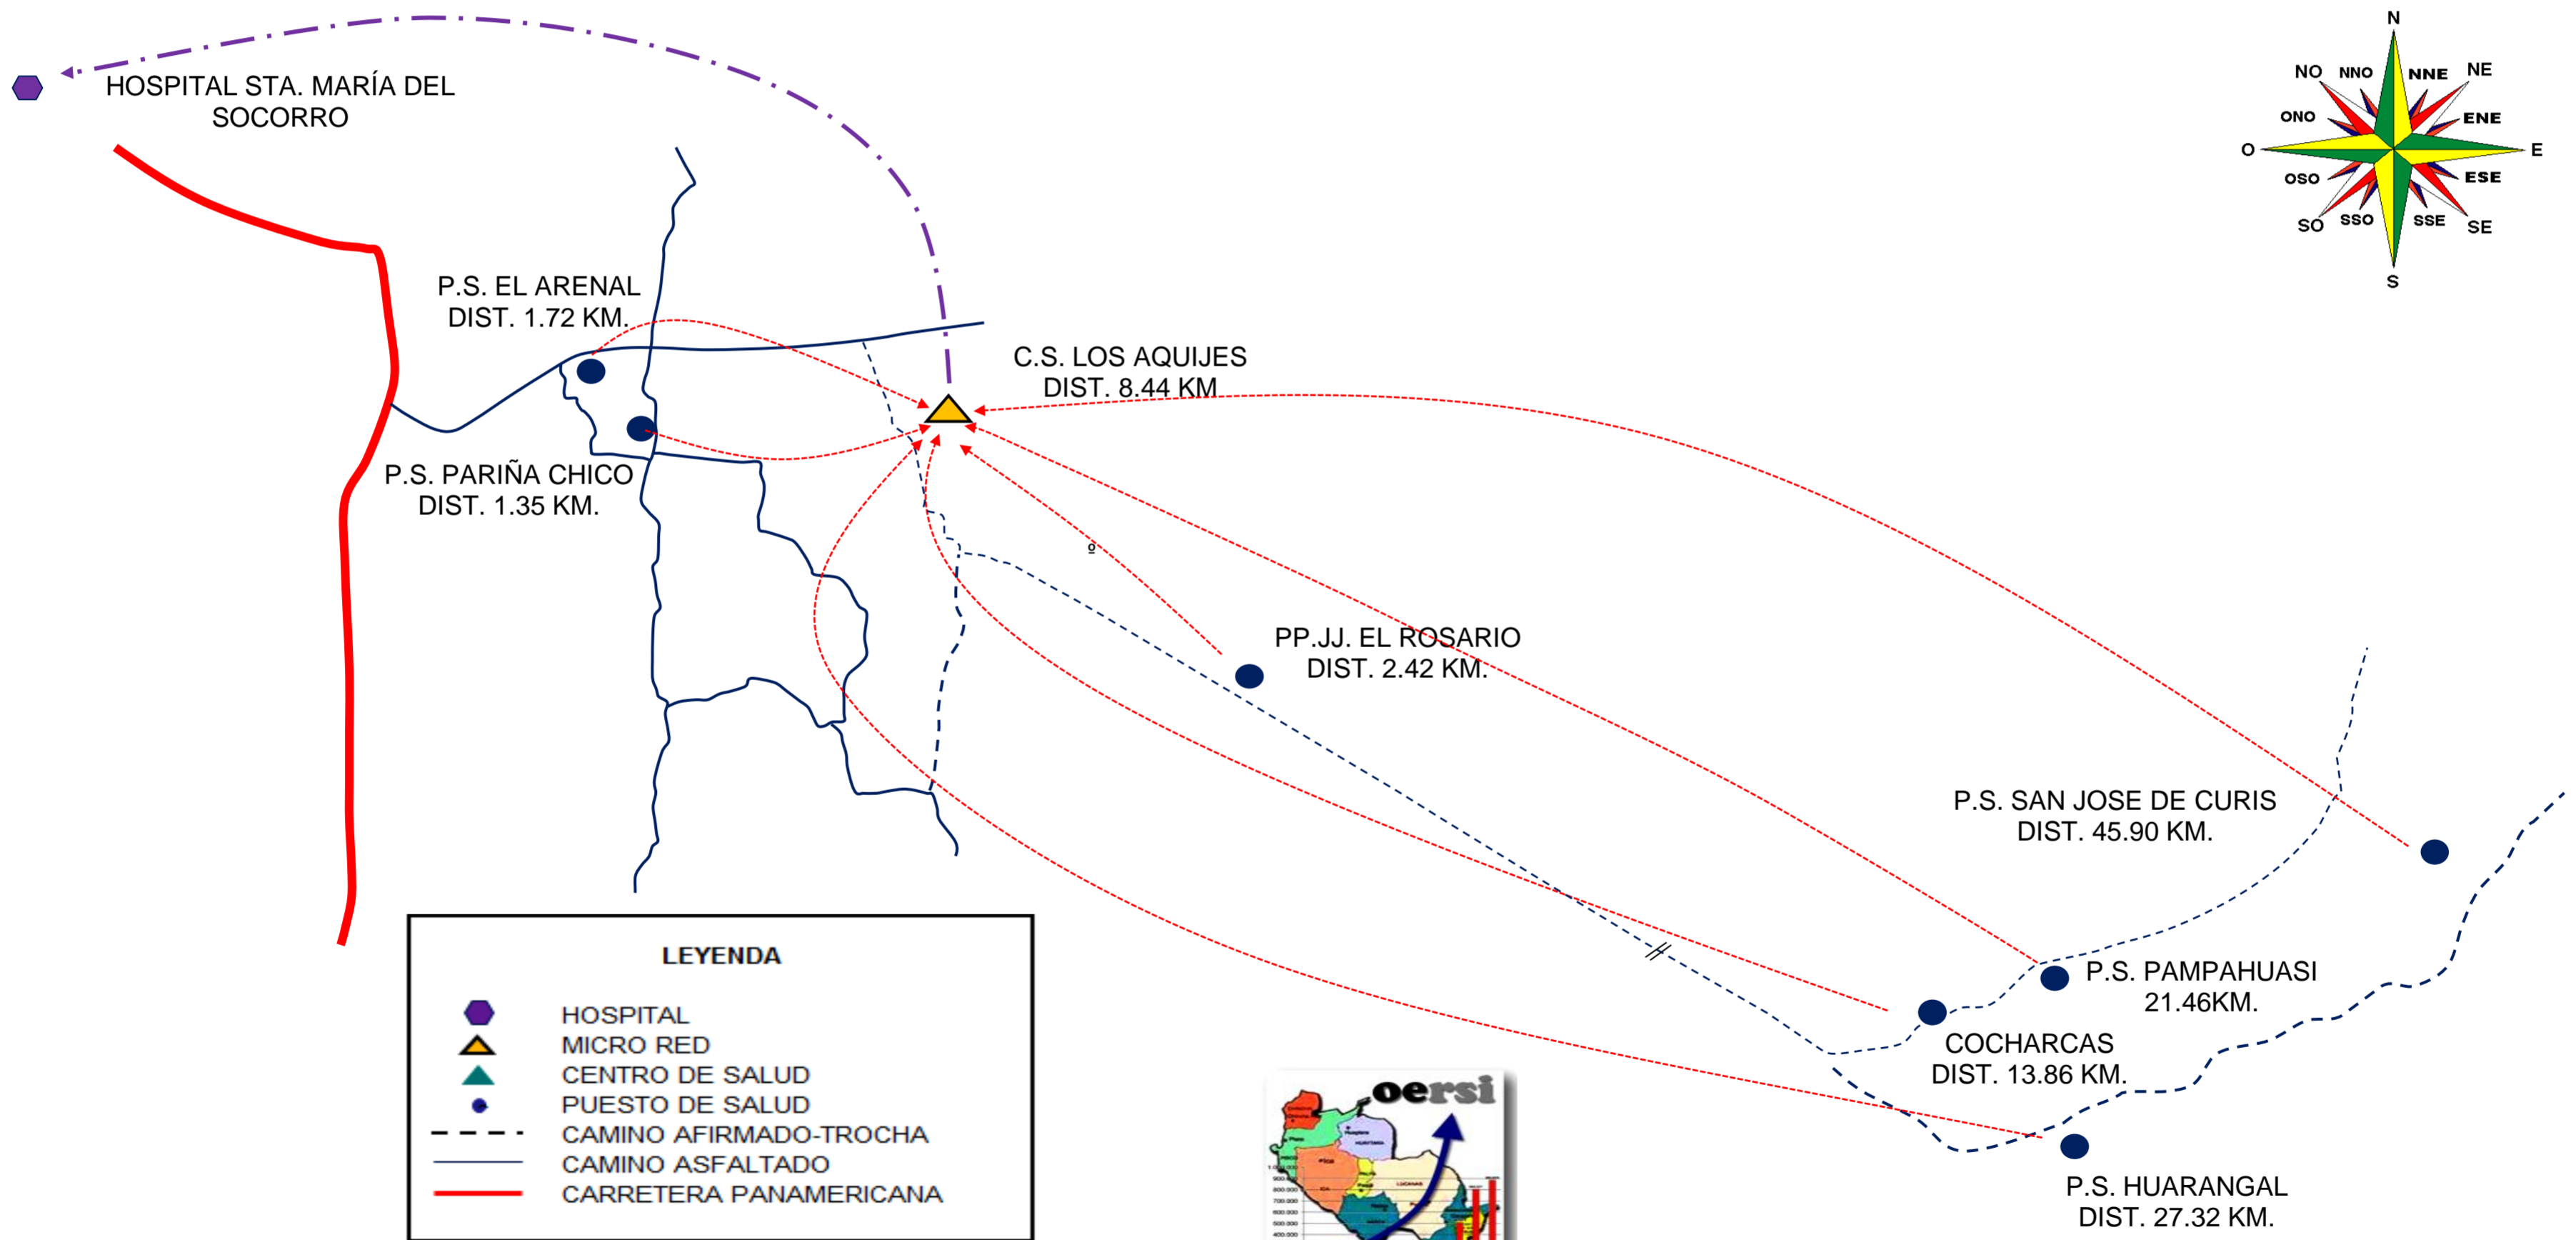 HOSPITAL STA. MARÍA DEL
SOCORRO
N
NO
NNO
NNE
NE
ONO
ENE
O
E
OSO
ESE
SO
SSO
SSE
SE
S
P.S. EL ARENAL
DIST. 1.72 KM.
C.S. LOS AQUIJES
DIST. 8.44 KM
P.S. PARIÑA CHICO
DIST. 1.35 KM.
º
PP.JJ. EL ROSARIO
DIST. 2.42 KM.
P.S. SAN JOSE DE CURIS
DIST. 45.90 KM.
P.S. PAMPAHUASI
21.46KM.
COCHARCAS
DIST. 13.86 KM.
P.S. HUARANGAL
DIST. 27.32 KM.
LEYENDA
HOSPITAL
MICRO RED
CENTRO DE SALUD
PUESTO DE SALUD
CAMINO AFIRMADO-TROCHA
CAMINO ASFALTADO
CARRETERA PANAMERICANA
oersi